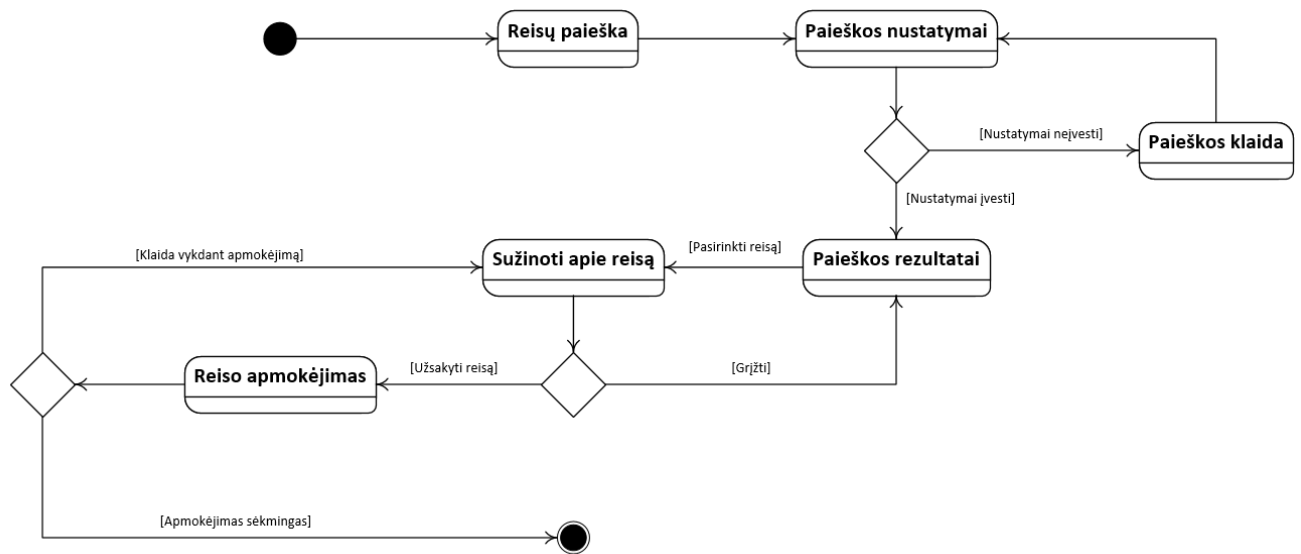 Reisų paieška
Paieškos nustatymai
[Nustatymai neįvesti]
Paieškos klaida
[Nustatymai įvesti]
[Klaida vykdant apmokėjimą]
Sužinoti apie reisą
[Pasirinkti reisą]
Paieškos rezultatai
Reiso apmokėjimas
[Užsakyti reisą]
[Grįžti]
[Apmokėjimas sėkmingas]